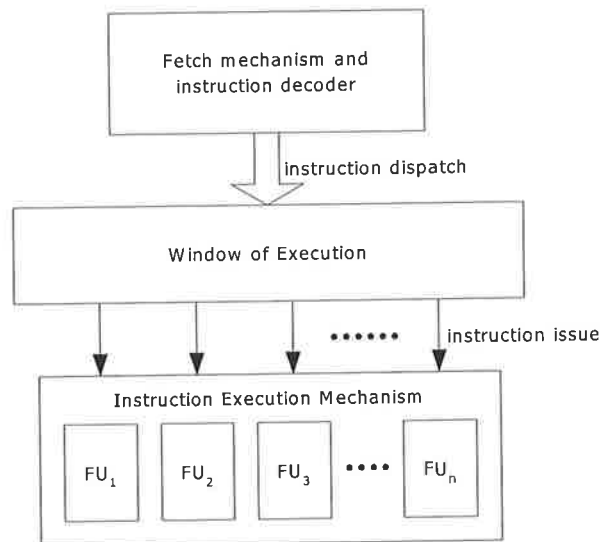 Fetch mechanism and
instruction decoder
instruction dispatch
Window of Execution
instruction issue
Instruction Execution Mechanism
FU1
FU2
FU3
FUn